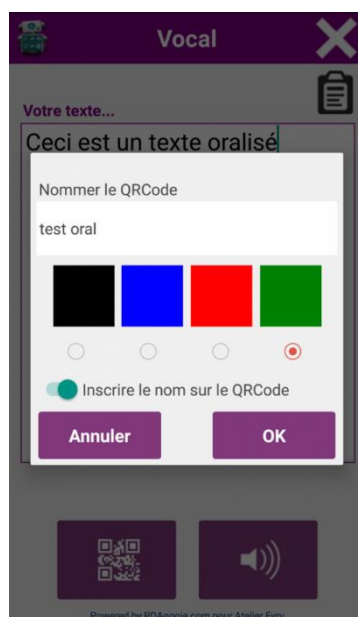 Vocal
Votre texte...
Ceci est un texte oralisé
Nommer le QRCode
test oral
Inscrire le nom sur le QRCode
Annuler
OK
Powered by PDAnnnie.com pour Atelier Evry